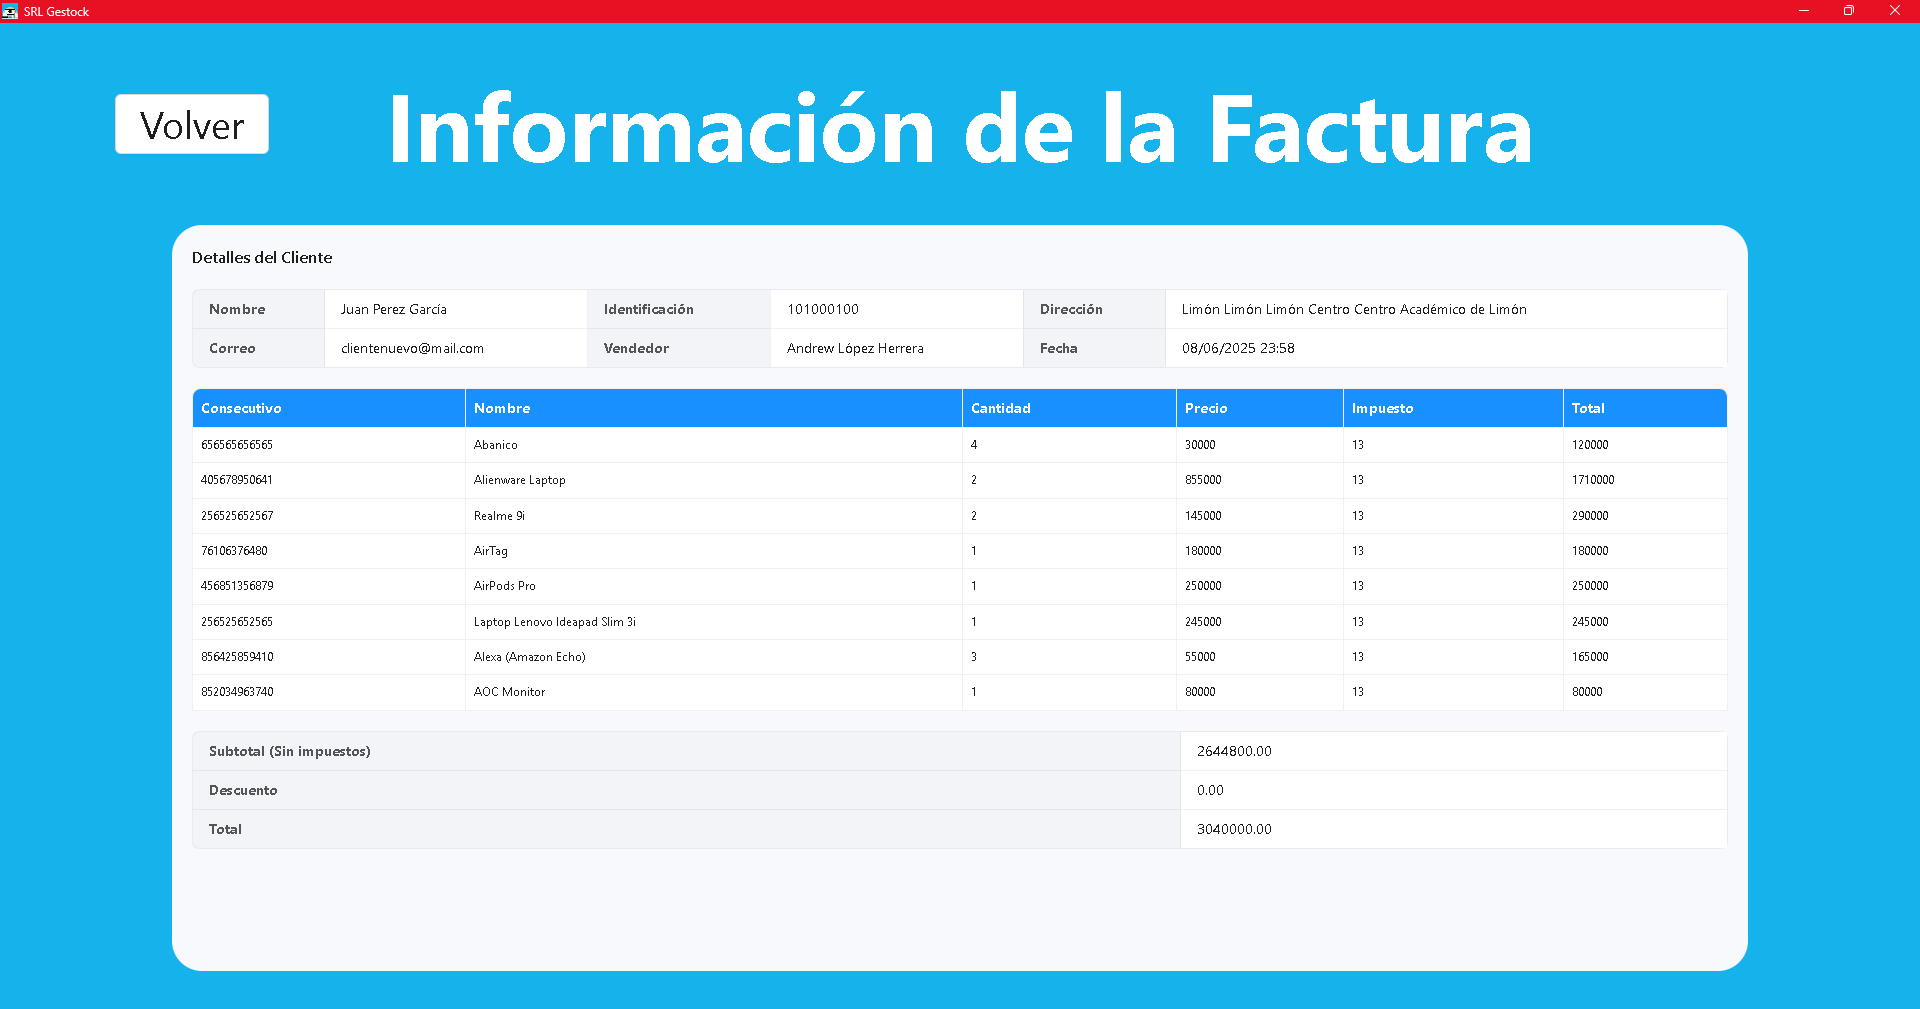 SRL Gestock
Volver
Información de la Factura
Detalles del Cliente
Nombre Juan Perez García Identificación 101000100 Dirección Limón Limón Limón Centro Centro Académico de Limón
Correo clientenuevo@mail.com Vendedor Andrew López Herrera Fecha 08/06/2025 23:58
Consecutivo Nombre Cantidad Precio Impuesto Total
656565656565 Abanico 4 30000 13 120000
405678950641 Alienware Laptop 2 855000 13 1710000
256525652567 Realme 9i 2 145000 13 290000
76106376480 AirTag 1 180000 13 180000
456851356879 AirPods Pro 1 250000 13 250000
256525652565 Laptop Lenovo Ideapad Slim 3i 1 245000 13 245000
856425859410 Alexa (Amazon Echo) 3 55000 13 165000
852034963740 AOC Monitor 1 80000 13 80000
Subtotal (Sin impuestos) 2644800.00
Descuento 0.00
Total 3040000.00